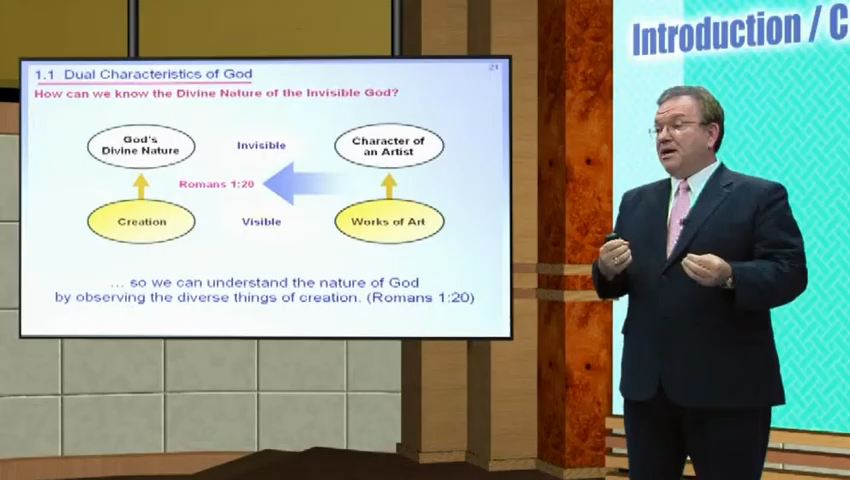 Introduction / C
21
1.1 Dual Characteristics of God
How can we know the Divine Nature of the Invisible God?
God's
Divine Nature
Invisible
Character of
an Artist
Romans 1:20
Creation
Visible
Works of Art
... so we can understand the nature of God
by observing the diverse things of creation. (Romans 1:20)